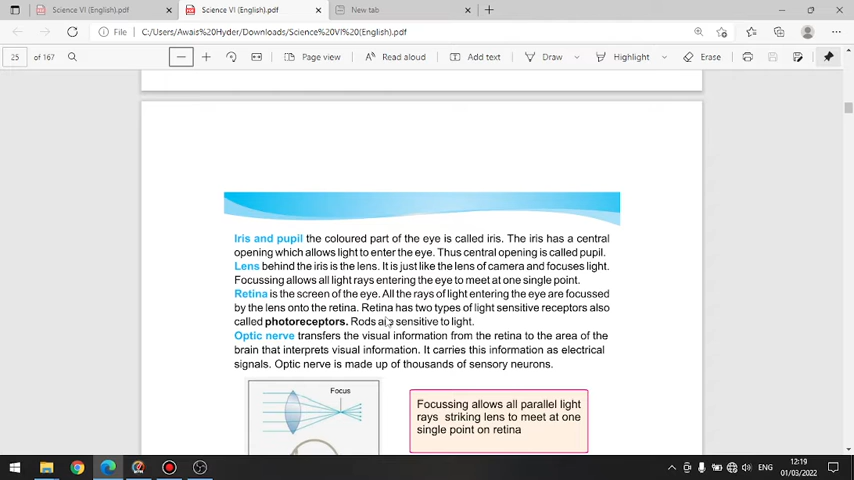 Science VI (English).pdf
Science VI (English).pdf
New tab
File C:/Users/Awais%20Hyder/Downloads/Science%20VI%20(English).pdf
25 of 167 Page view Read aloud Add text Draw Highlight Erase
Iris and pupil the coloured part of the eye is called iris. The iris has a central
opening which allows light to enter the eye. Thus central opening is called pupil.
Lens behind the iris is the lens. It is just like the lens of camera and focuses light.
Focussing allows all light rays entering the eye to meet at one single point.
Retina is the screen of the eye. All the rays of light entering the eye are focussed
by the lens onto the retina. Retina has two types of light sensitive receptors also
called photoreceptors. Rods are sensitive to light.
Optic nerve transfers the visual information from the retina to the area of the
brain that interprets visual information. It carries this information as electrical
signals. Optic nerve is made up of thousands of sensory neurons.
Focus
Focussing allows all parallel light
rays striking lens to meet at one
single point on retina
ENG
12:19
01/03/2022